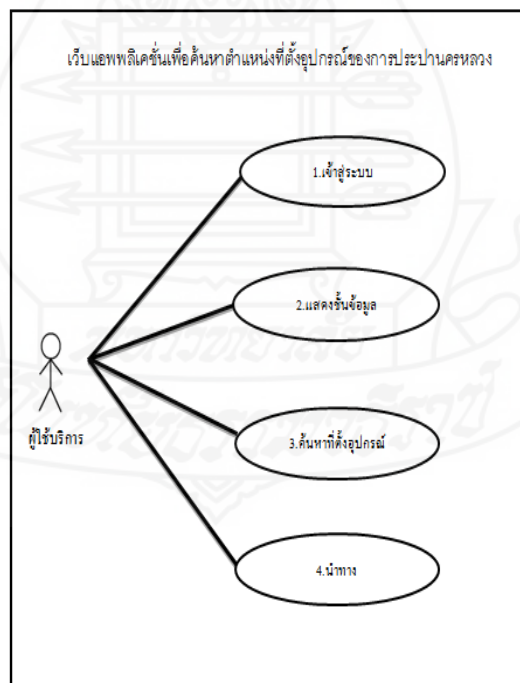 เว็บแอพพลิเคชั่นเพื่อค้นหาตำแหน่งที่ตั้งอุปกรณ์ของการประปานครหลวง
1.เข้าสู่ระบบ
2.แสดงชั้นข้อมูล
3.ค้นหาที่ตั้งอุปกรณ์
ผู้ใช้บริการ
4.นำทาง